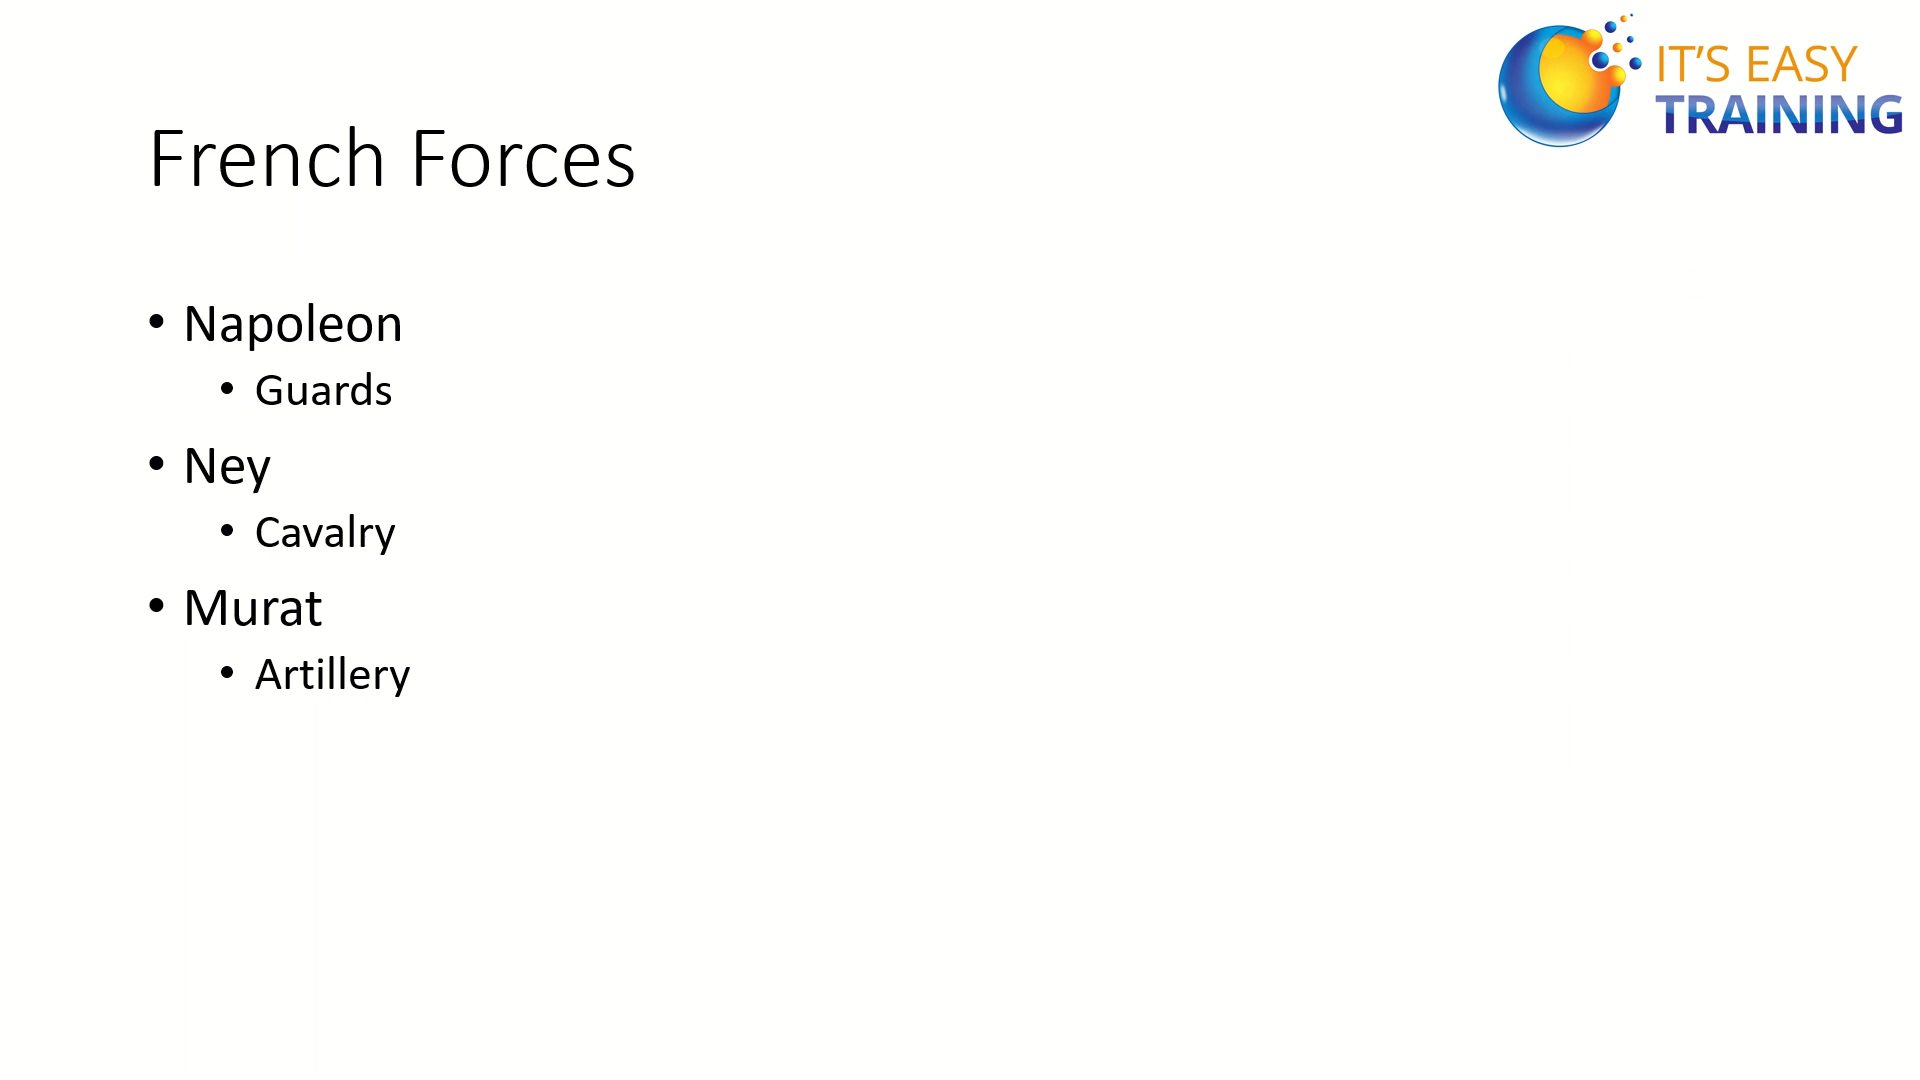 IT'S EASY
TRAINING
French Forces
• Napoleon
• Guards
• Ney
• Cavalry
• Murat
• Artillery